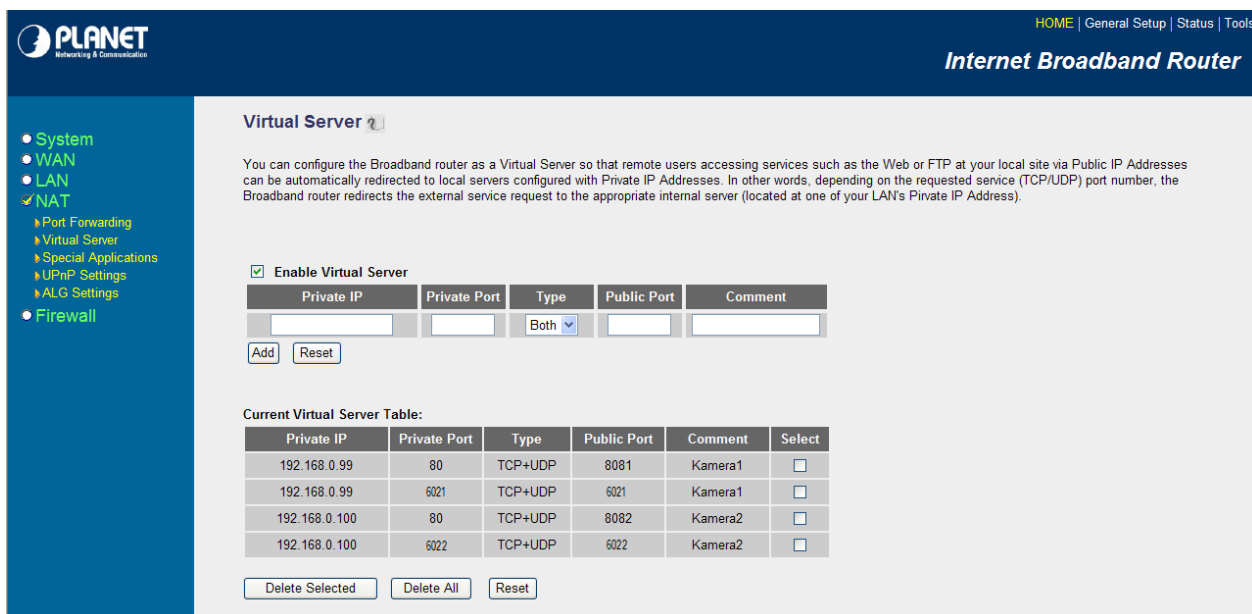 PLANET
Networking & Communication
HOME | General Setup | Status | Tools
Internet Broadband Router
System
WAN
LAN
NAT
Port Forwarding
Virtual Server
Special Applications
UPnP Settings
ALG Settings
Firewall
Virtual Server
You can configure the Broadband router as a Virtual Server so that remote users accessing services such as the Web or FTP at your local site via Public IP Addresses
can be automatically redirected to local servers configured with Private IP Addresses. In other words, depending on the requested service (TCP/UDP) port number, the
Broadband router redirects the external service request to the appropriate internal server (located at one of your LAN's Pirivate IP Address).
Enable Virtual Server
Private IP Private Port Type Public Port Comment
Both
Add Reset
Current Virtual Server Table:
Private IP Private Port Type Public Port Comment Select
192.168.0.99 80 TCP+UDP 8081 Kamera1
192.168.0.99 6021 TCP+UDP 6021 Kamera1
192.168.0.100 80 TCP+UDP 8082 Kamera2
192.168.0.100 6022 TCP+UDP 6022 Kamera2
Delete Selected Delete All Reset